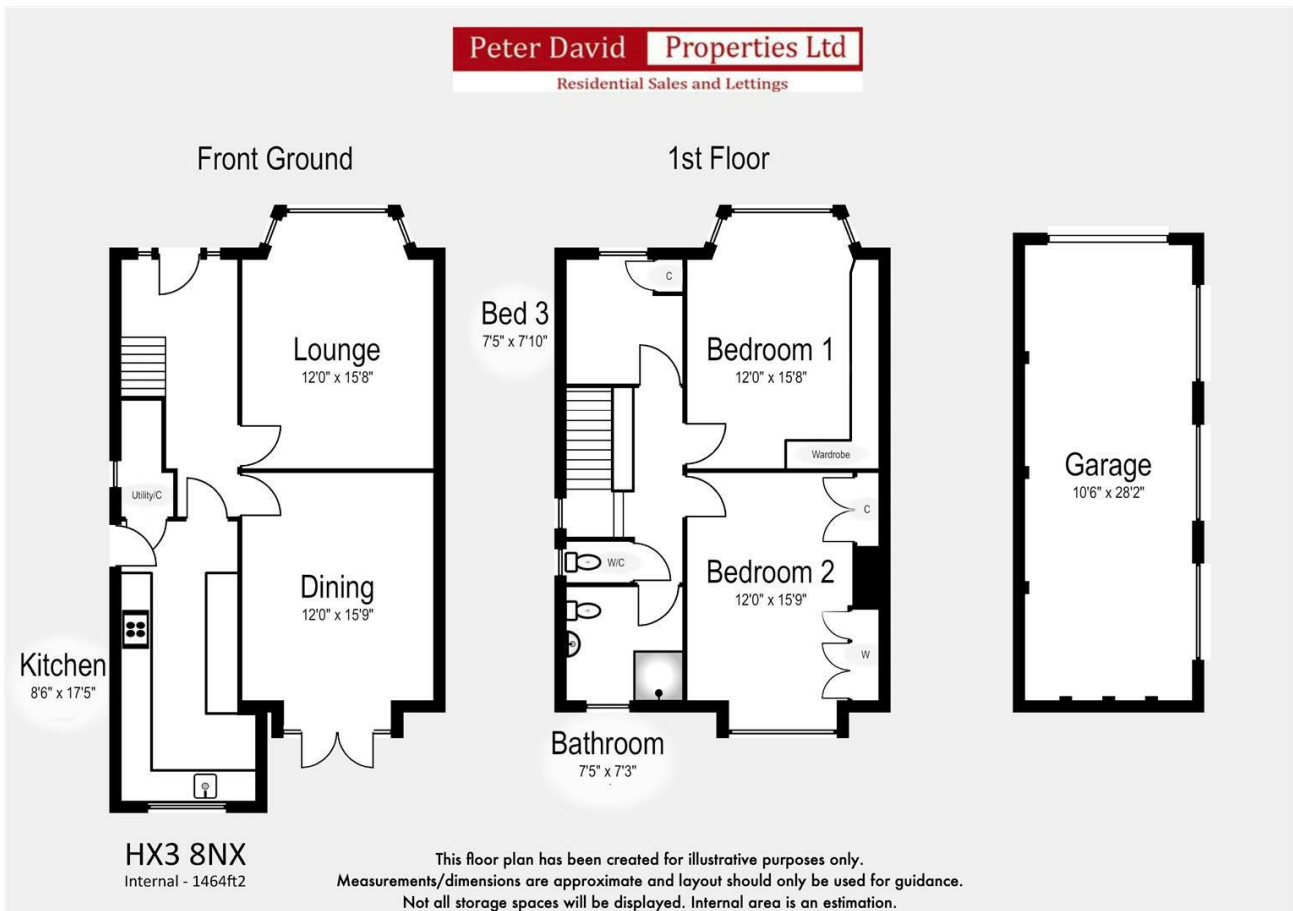 Peter David Properties Ltd
Residential Sales and Lettings
Front Ground
1st Floor
Lounge
12'0" x 15'8"
Utility/C
Dining
12'0" x 15'9"
Kitchen
8'6" x 17'5"
Bed 3
7'5" x 7'10"
C
Bedroom 1
12'0" x 15'8"
Wardrobe
C
W/C
Bedroom 2
12'0" x 15'9"
W
Bathroom
7'5" x 7'3"
Garage
10'6" x 28'2"
HX3 8NX
Internal - 1464ft2
This floor plan has been created for illustrative purposes only.
Measurements/dimensions are approximate and layout should only be used for guidance.
Not all storage spaces will be displayed. Internal area is an estimation.